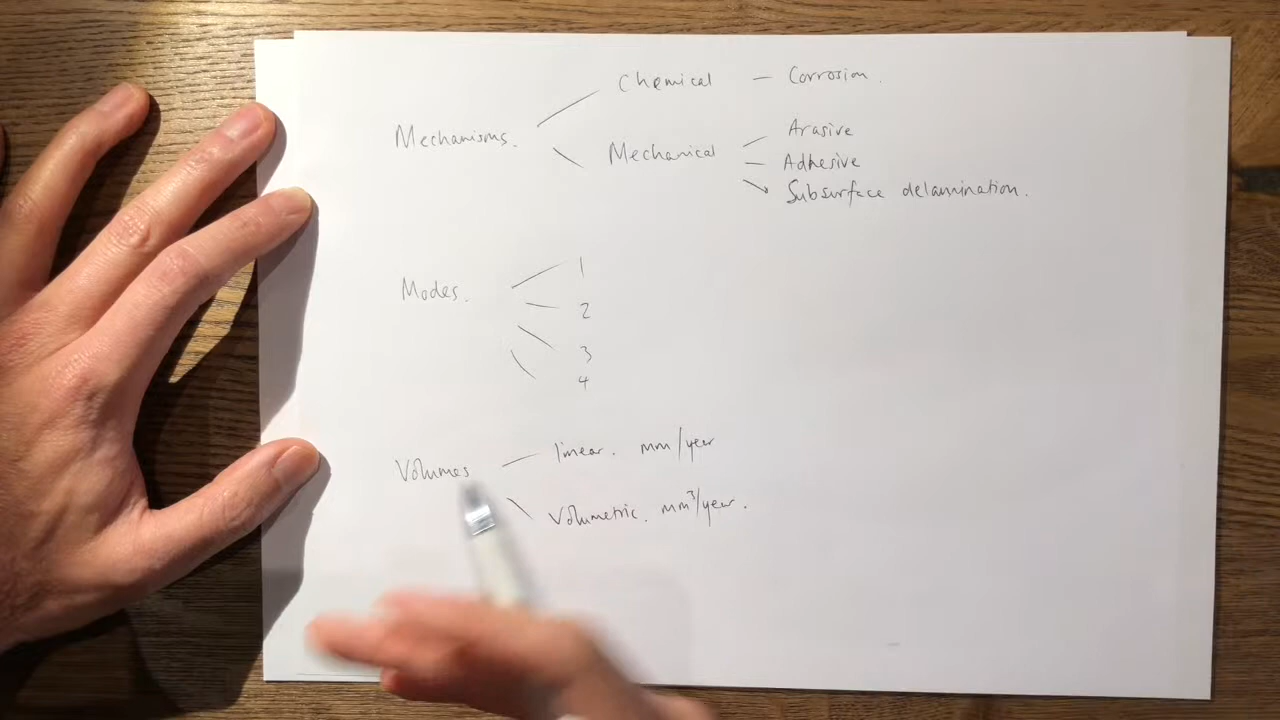 Chemical – Corrosion.
Mechanisms.
Arasive
Mechanical – Adhesive
Subsurface delamination.
Modes.
1
2
3
4
Volumes
linear. mm/year
Volumetric. mm³/year.